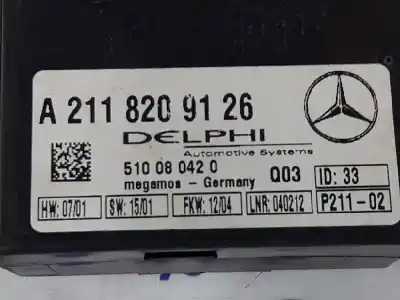 A 211 820 91 26
DELPHI
Automotive Systems
510 08 042 0
megamos - Germany
Q03
ID: 33
HW: 07/01
SW: 15/01
FKW: 12/04
LNR: 040212
P211-02